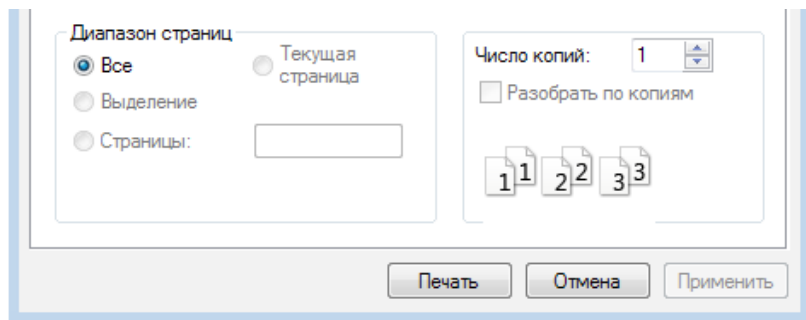 Диапазон страниц
Все
Текущая
страница
Выделение
Страницы:
Число копий: 1
Разобрать по копиям
1 1 2 2 3 3
Печать Отмена Применить